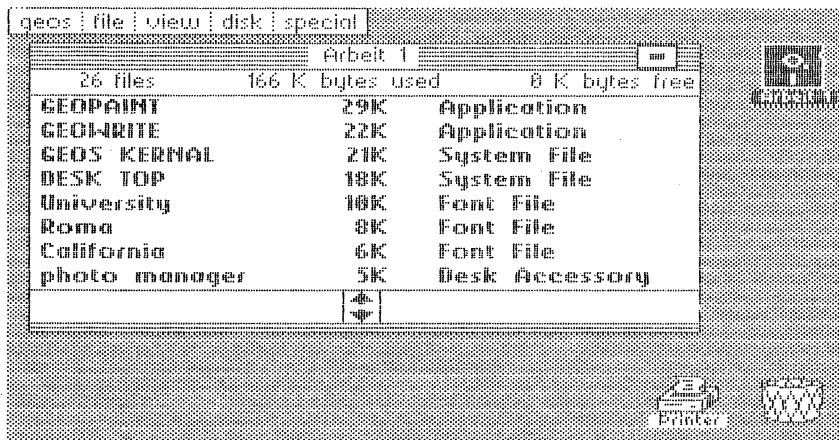 geos file view disk special
Arbeit 1
26 files 166 K bytes used 0 K bytes free
GEOPAINT 29K Application
GEOWRITE 22K Application
GEOS KERNAL 21K System File
DESK TOP 18K System File
University 10K Font File
Roma 8K Font File
California 6K Font File
photo manager 5K Desk Accessory
Printer